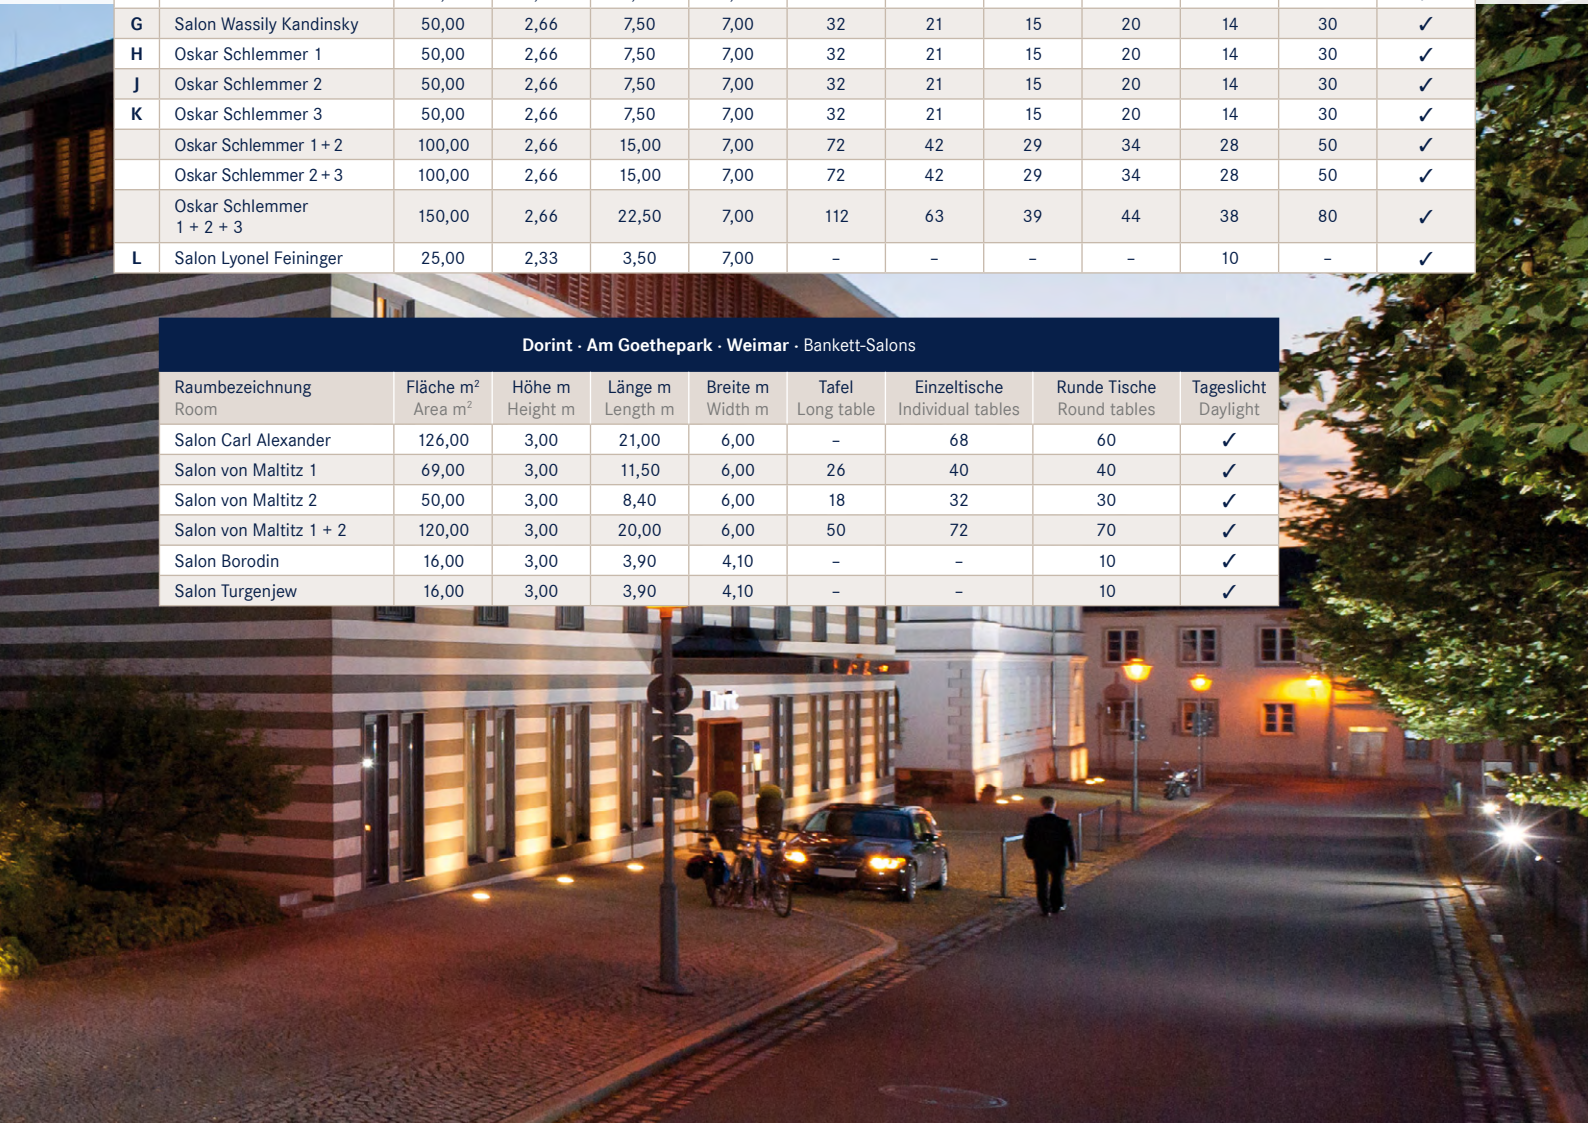 G Salon Wassily Kandinsky 50,00 2,66 7,50 7,00 32 21 15 20 14 30 ✓
H Oskar Schlemmer 1 50,00 2,66 7,50 7,00 32 21 15 20 14 30 ✓
J Oskar Schlemmer 2 50,00 2,66 7,50 7,00 32 21 15 20 14 30 ✓
K Oskar Schlemmer 3 50,00 2,66 7,50 7,00 32 21 15 20 14 30 ✓
Oskar Schlemmer 1 + 2 100,00 2,66 15,00 7,00 72 42 29 34 28 50 ✓
Oskar Schlemmer 2 + 3 100,00 2,66 15,00 7,00 72 42 29 34 28 50 ✓
Oskar Schlemmer
1 + 2 + 3 150,00 2,66 22,50 7,00 112 63 39 44 38 80 ✓
L Salon Lyonel Feininger 25,00 2,33 3,50 7,00 – – – – 10 – ✓
Dorint · Am Goethepark · Weimar · Bankett-Salons
Raumbezeichnung Fläche m² Höhe m Länge m Breite m Tafel Einzeltische Runde Tische Tageslicht
Room Area m² Height m Length m Width m Long table Individual tables Round tables Daylight
Salon Carl Alexander 126,00 3,00 21,00 6,00 – 68 60 ✓
Salon von Maltitz 1 69,00 3,00 11,50 6,00 26 40 40 ✓
Salon von Maltitz 2 50,00 3,00 8,40 6,00 18 32 30 ✓
Salon von Maltitz 1 + 2 120,00 3,00 20,00 6,00 50 72 70 ✓
Salon Borodin 16,00 3,00 3,90 4,10 – – 10 ✓
Salon Turgenjew 16,00 3,00 3,90 4,10 – – 10 ✓
Dorint